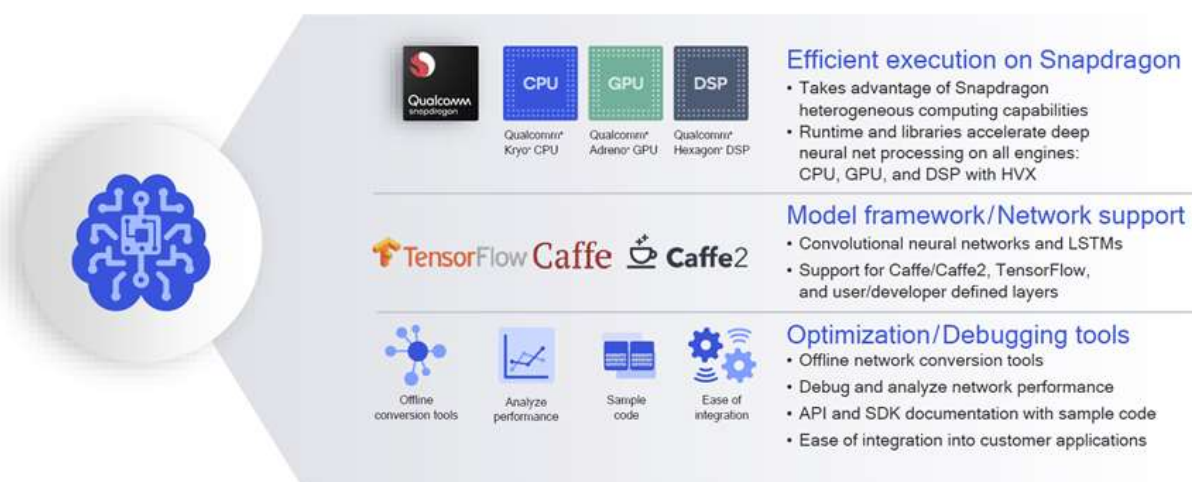 Qualcomm
snapdragon
CPU
GPU
DSP
Qualcomm®
Kryo™ CPU
Qualcomm®
Adreno™ GPU
Qualcomm®
Hexagon™ DSP
Efficient execution on Snapdragon
• Takes advantage of Snapdragon
heterogeneous computing capabilities
• Runtime and libraries accelerate deep
neural net processing on all engines:
CPU, GPU, and DSP with HVX
TensorFlow
Caffe
Caffe2
Model framework/Network support
• Convolutional neural networks and LSTMs
• Support for Caffe/Caffe2, TensorFlow,
and user/developer defined layers
Offline
conversion tools
Analyze
performance
Sample
code
Ease of
integration
Optimization/Debugging tools
• Offline network conversion tools
• Debug and analyze network performance
• API and SDK documentation with sample code
• Ease of integration into customer applications